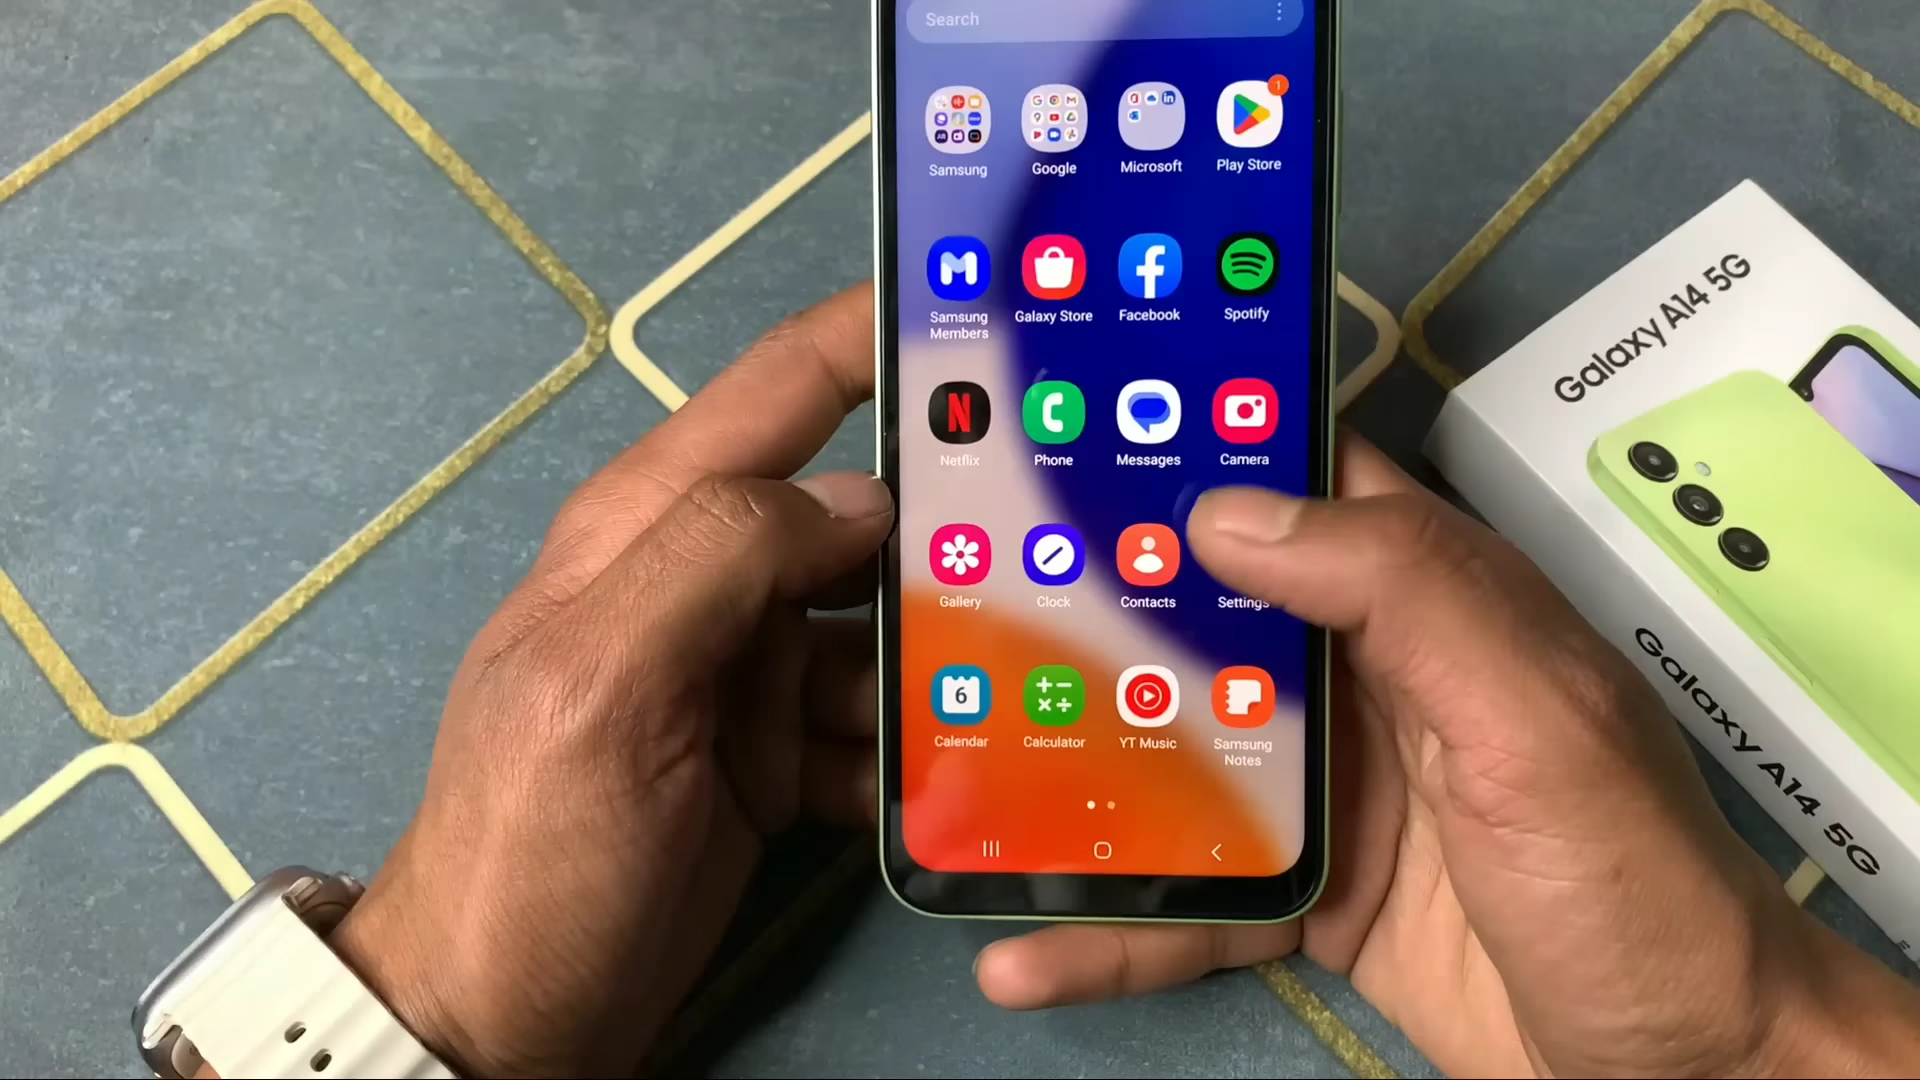 Search
1
Samsung
Google
Microsoft
Play Store
Samsung
Members
Galaxy Store
Facebook
Spotify
Netflix
Phone
Messages
Camera
Gallery
Clock
Contacts
Settings
6
Calendar
Calculator
YT Music
Samsung
Notes
Galaxy A14 5G
Galaxy A14 5G